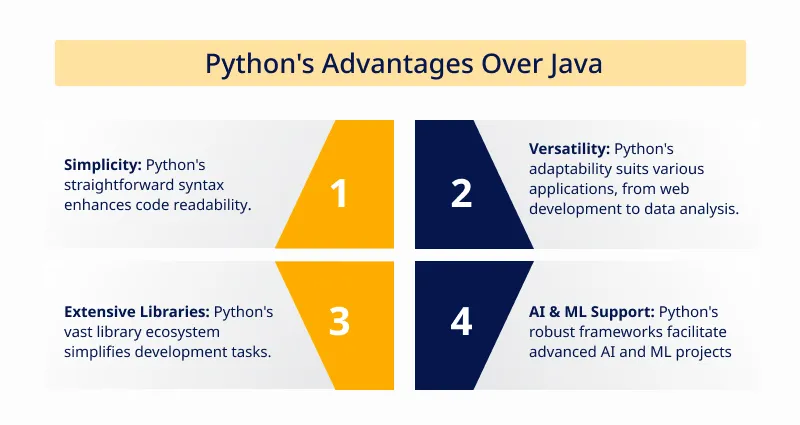 Python's Advantages Over Java
Simplicity: Python's
straightforward syntax
enhances code readability.
1
2
Versatility: Python's
adaptability suits various
applications, from web
development to data analysis.
Extensive Libraries: Python's
vast library ecosystem
simplifies development tasks.
3
4
AI & ML Support: Python's
robust frameworks facilitate
advanced AI and ML projects